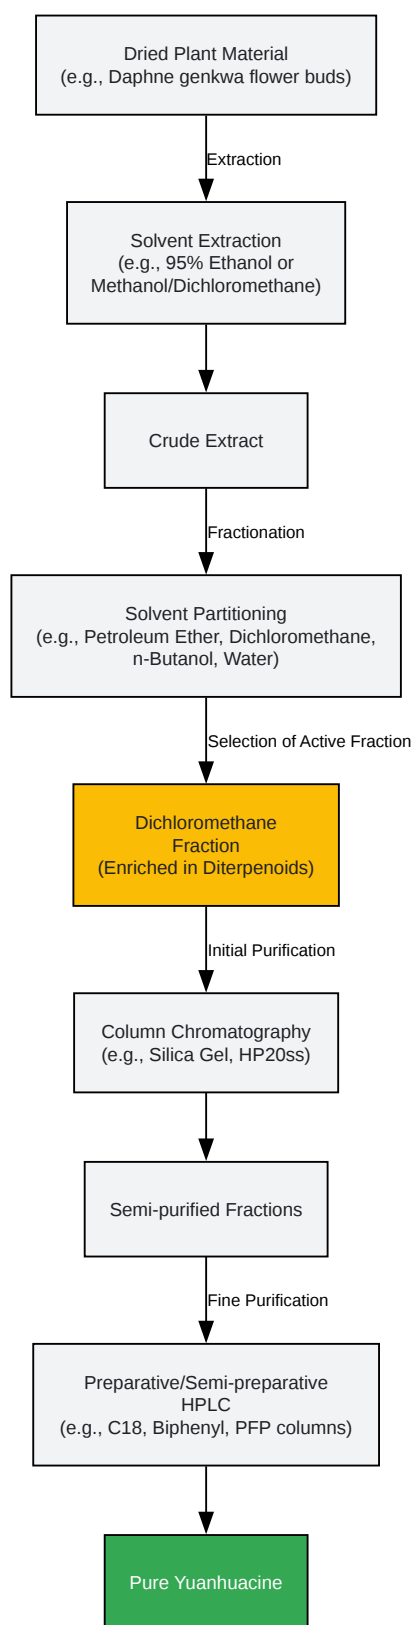 Dried Plant Material
(e.g., Daphne genkwa flower buds)
Extraction
Solvent Extraction
(e.g., 95% Ethanol or
Methanol/Dichloromethane)
Crude Extract
Fractionation
Solvent Partitioning
(e.g., Petroleum Ether, Dichloromethane,
n-Butanol, Water)
Selection of Active Fraction
Dichloromethane
Fraction
(Enriched in Diterpenoids)
Initial Purification
Column Chromatography
(e.g., Silica Gel, HP20ss)
Semi-purified Fractions
Fine Purification
Preparative/Semi-preparative
HPLC
(e.g., C18, Biphenyl, PFP columns)
Pure Yuanhuacine